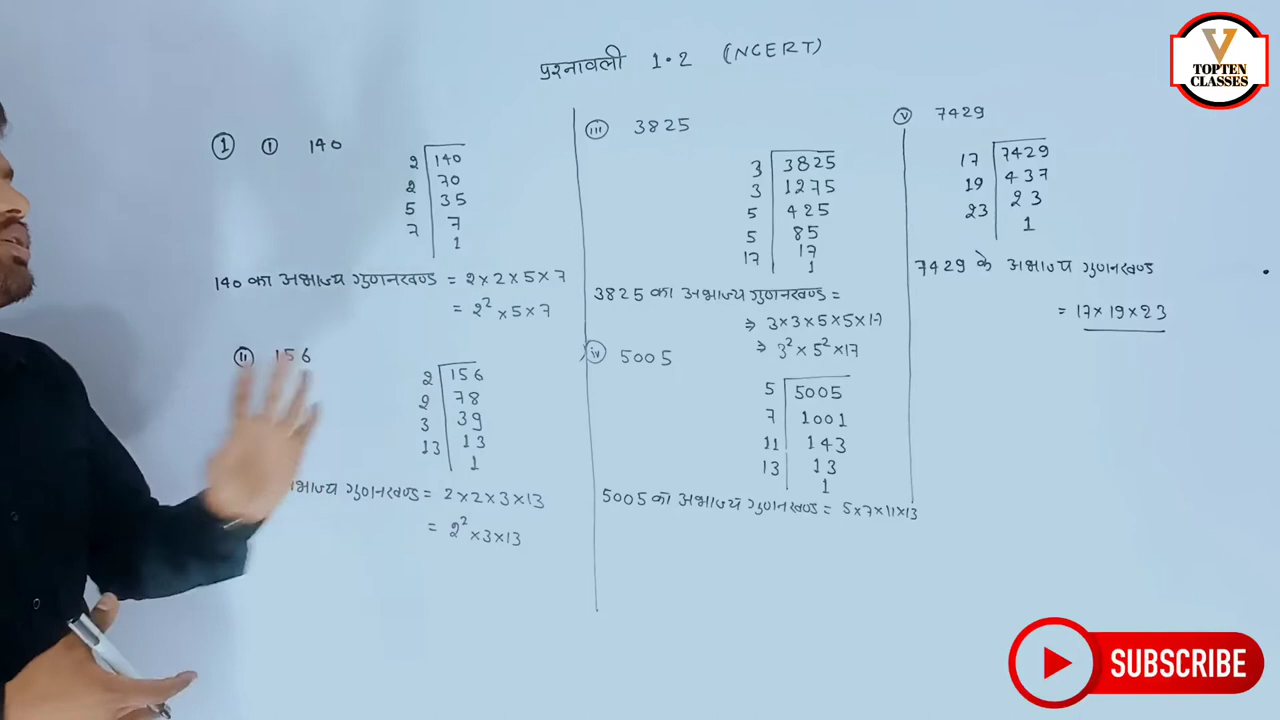 प्रश्नावली 1.2 (NCERT)
① ⓘ 140
2 | 140
2 | 70
5 | 35
7 | 7
1
140 का अभाज्य गुणनखण्ड = 2 × 2 × 5 × 7
= 2² × 5 × 7
ⓘⓘ 156
2 | 156
2 | 78
3 | 39
13 | 13
1
गुणनखण्ड = 2 × 2 × 3 × 13
= 2² × 3 × 13
(iii) 3825
3 | 3825
3 | 1275
5 | 425
5 | 85
17 | 17
1
3825 का अभाज्य गुणनखण्ड =
⇒ 3 × 3 × 5 × 5 × 17
⇒ 3² × 5² × 17
(iv) 5005
5 | 5005
7 | 1001
11 | 143
13 | 13
1
5005 का अभाज्य गुणनखण्ड = 5 × 7 × 11 × 13
(v) 7429
17 | 7429
19 | 437
23 | 23
1
7429 के अभाज्य गुणनखण्ड
= 17 × 19 × 23
TOPTEN
CLASSES
SUBSCRIBE